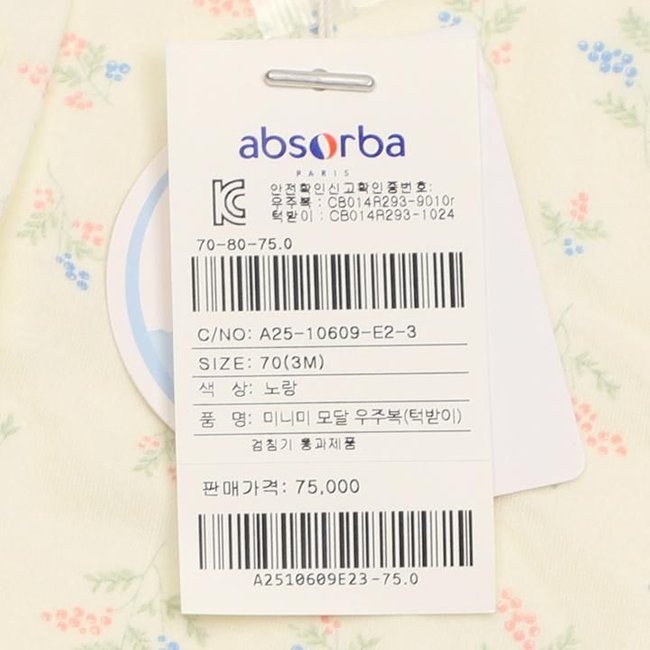 absorba
PARIS
안전확인신고확인증번호:
우주복 : CB014R293-9010r
턱받이 : CB014R293-1024
70-80-75.0
C/NO: A25-10609-E2-3
SIZE: 70(3M)
색 상: 노랑
품 명: 미니미 모달 우주복(턱받이)
검침기 통과제품
판매가격: 75,000
A2510609E23-75.0